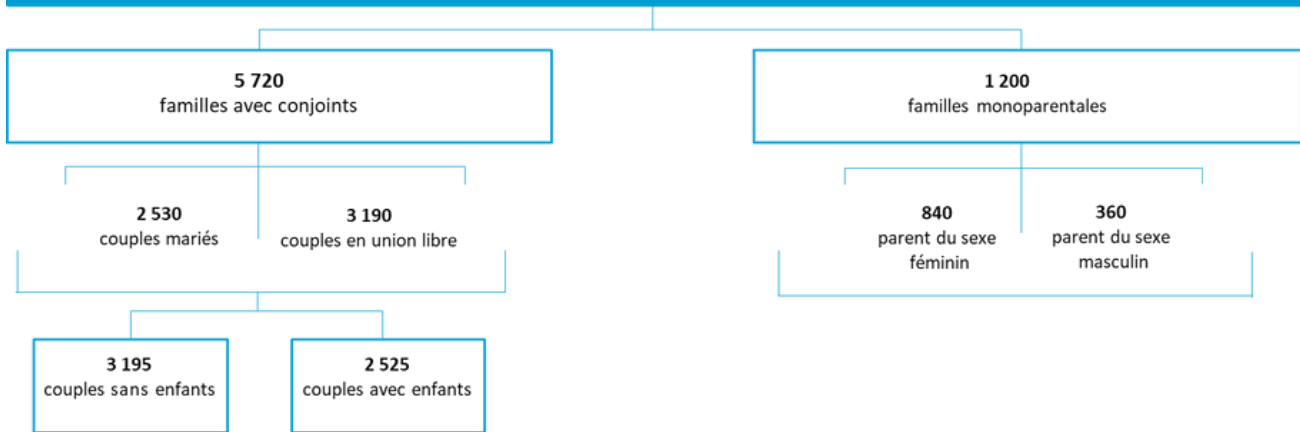 5 720
familles avec conjoints
1 200
familles monoparentales
2 530
couples mariés
3 190
couples en union libre
840
parent du sexe
féminin
360
parent du sexe
masculin
3 195
couples sans enfants
2 525
couples avec enfants